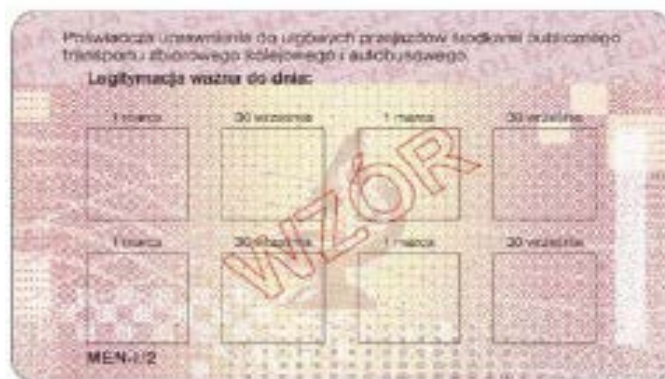 Poświadcza uprawnienia do ulgowych przejazdów środkami publicznego
transportu zbiorowego kolejowego i autobusowego.
Legitymacja ważna do dnia:
1 marca 30 września 1 marca 30 września
WZÓR
1 marca 30 września 1 marca 30 września
MEN-I/2